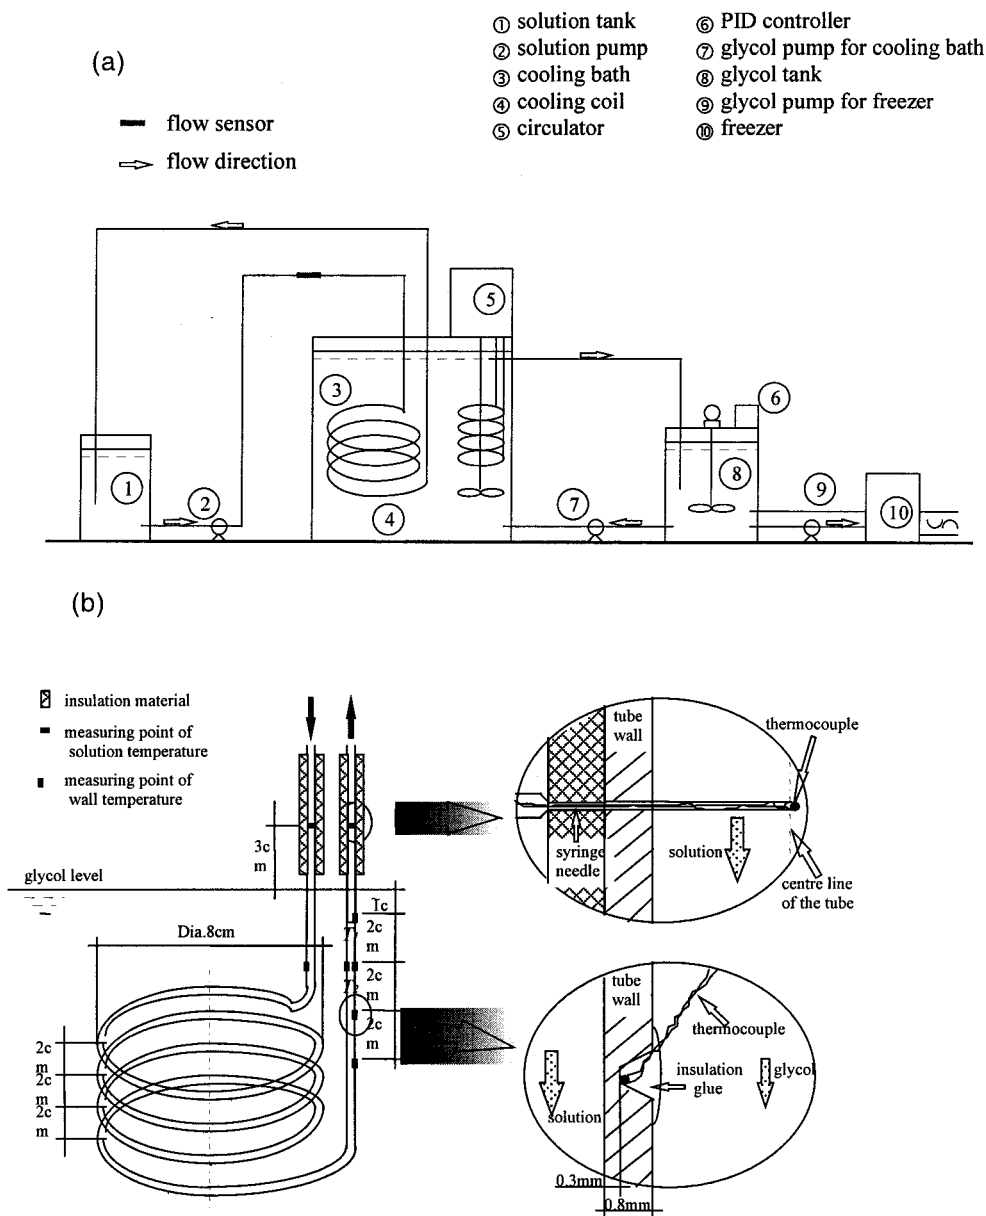 (a)
flow sensor
flow direction
① solution tank
② solution pump
③ cooling bath
④ cooling coil
⑤ circulator
⑥ PID controller
⑦ glycol pump for cooling bath
⑧ glycol tank
⑨ glycol pump for freezer
⑩ freezer
①
②
③
④
⑤
⑥
⑦
⑧
⑨
⑩
(b)
insulation material
measuring point of
solution temperature
measuring point of
wall temperature
3c
m
glycol level
Dia.8cm
2c
m
2c
m
2c
m
2c
m
2c
m
2c
m
tube
wall
thermocouple
syringe
needle
solution
centre line
of the tube
tube
wall
thermocouple
insulation
glue
glycol
solution
0.3mm
0.8mm